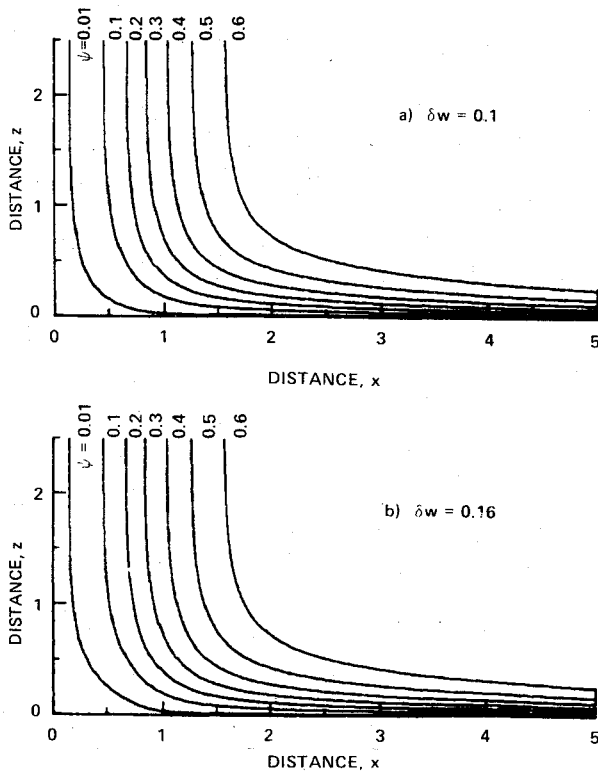 ψ=0.01 0.1 0.2 0.3 0.4 0.5 0.6
a) δw = 0.1
DISTANCE, z
2
1
0
0 1 2 3 4 5
DISTANCE, x
ψ = 0.01 0.1 0.2 0.3 0.4 0.5 0.6
b) δw = 0.16
DISTANCE, z
2
1
0
0 1 2 3 4 5
DISTANCE, x